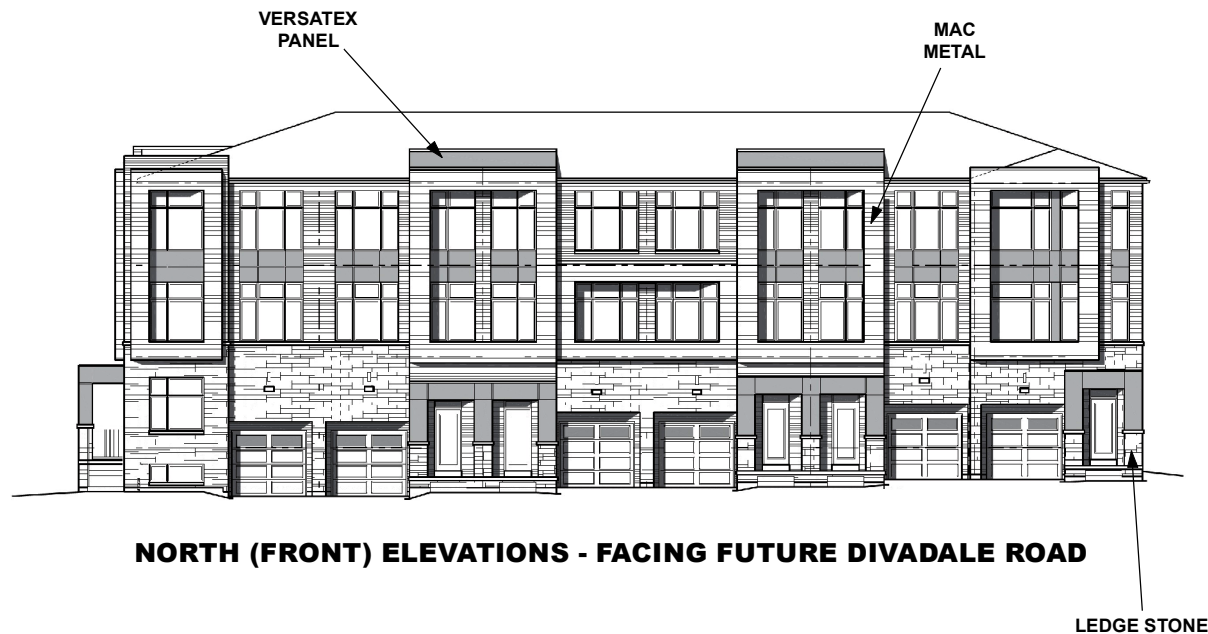 VERSATEX
PANEL
MAC
METAL
NORTH (FRONT) ELEVATIONS - FACING FUTURE DIVADALE ROAD
LEDGE STONE